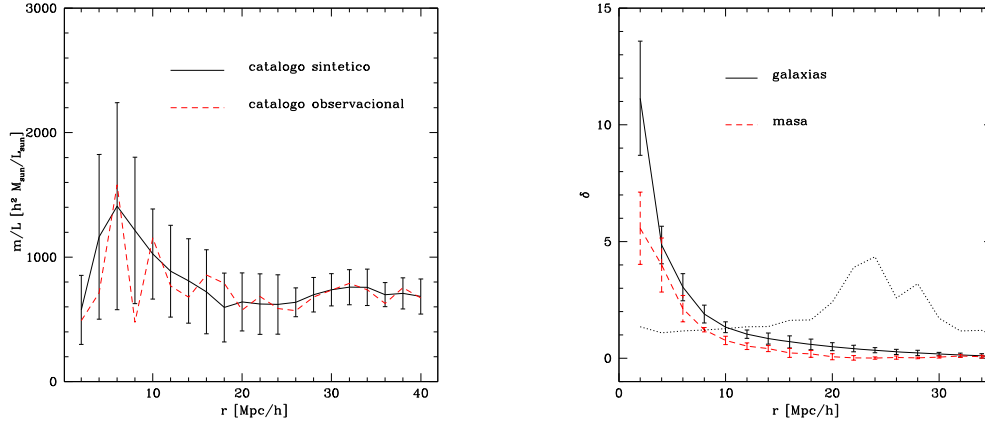 3000
2000
1000
0
10
20
30
40
m/L [h² M_sun/L_sun]
r [Mpc/h]
catalogo sintetico
catalogo observacional
15
10
5
0
0
10
20
30
δ
r [Mpc/h]
galaxias
masa